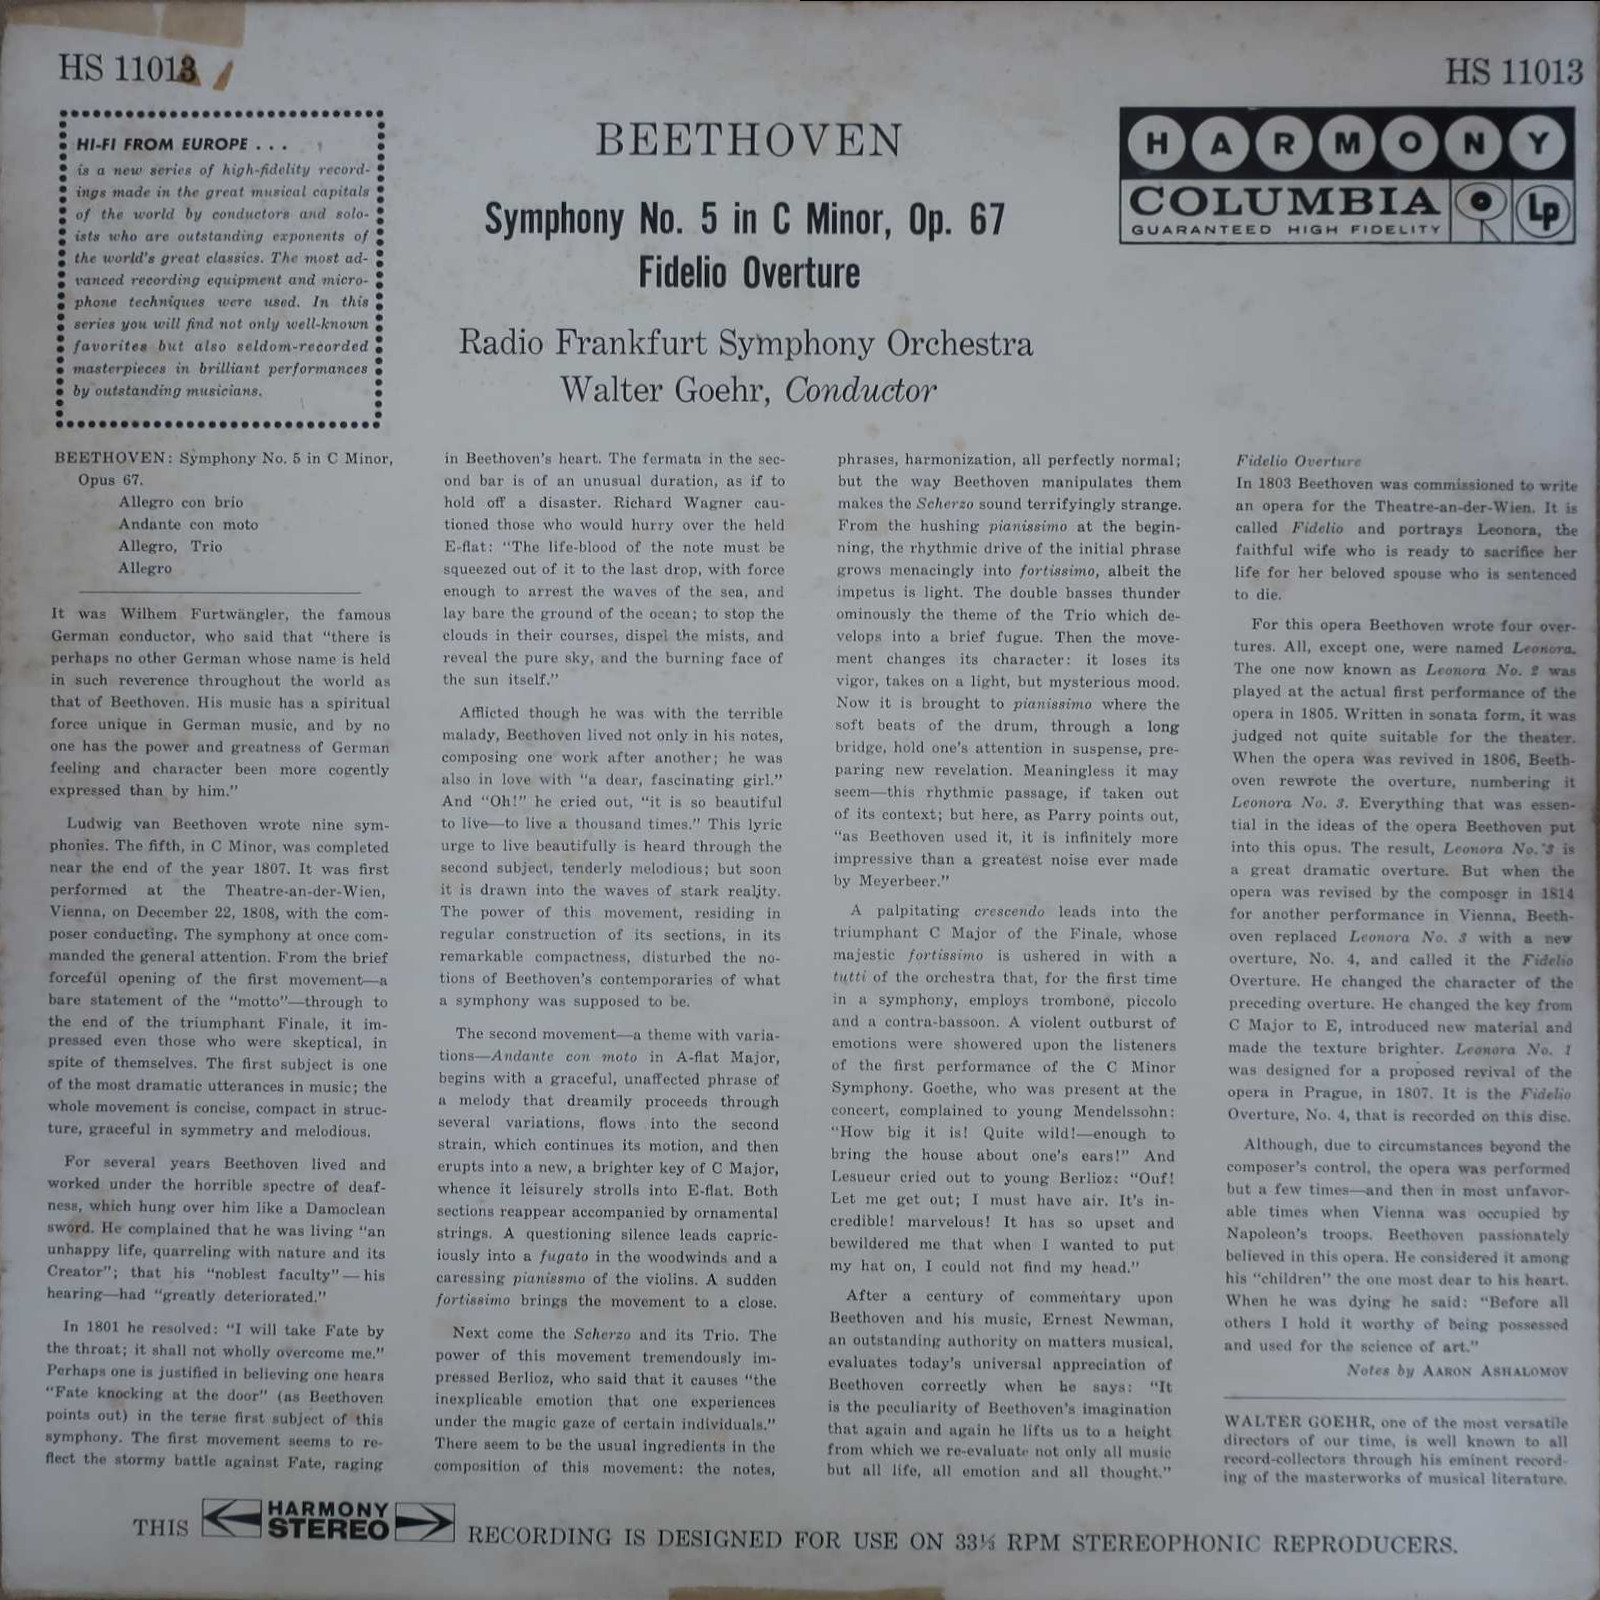 HS 11013
HS 11013
HI-FI FROM EUROPE . . .
is a new series of high-fidelity record-
ings made in the great musical capitals
of the world by conductors and solo-
ists who are outstanding exponents of
the world's great classics. The most ad-
vanced recording equipment and micro-
phone techniques were used. In this
series you will find not only well-known
favorites but also seldom-recorded
masterpieces in brilliant performances
by outstanding musicians.
BEETHOVEN
Symphony No. 5 in C Minor, Op. 67
Fidelio Overture
Radio Frankfurt Symphony Orchestra
Walter Goehr, Conductor
HARMONY
COLUMBIA Lp
GUARANTEED HIGH FIDELITY
BEETHOVEN: Symphony No. 5 in C Minor,
Opus 67.
Allegro con brio
Andante con moto
Allegro, Trio
Allegro
It was Wilhem Furtwängler, the famous
German conductor, who said that "there is
perhaps no other German whose name is held
in such reverence throughout the world as
that of Beethoven. His music has a spiritual
force unique in German music, and by no
one has the power and greatness of German
feeling and character been more cogently
expressed than by him."
Ludwig van Beethoven wrote nine sym-
phonies. The fifth, in C Minor, was completed
near the end of the year 1807. It was first
performed at the Theatre-an-der-Wien,
Vienna, on December 22, 1808, with the com-
poser conducting. The symphony at once com-
manded the general attention. From the brief
forceful opening of the first movement—a
bare statement of the "motto"—through to
the end of the triumphant Finale, it im-
pressed even those who were skeptical, in
spite of themselves. The first subject is one
of the most dramatic utterances in music; the
whole movement is concise, compact in struc-
ture, graceful in symmetry and melodious.
For several years Beethoven lived and
worked under the horrible spectre of deaf-
ness, which hung over him like a Damoclean
sword. He complained that he was living "an
unhappy life, quarreling with nature and its
Creator"; that his "noblest faculty"—his
hearing—had "greatly deteriorated."
In 1801 he resolved: "I will take Fate by
the throat; it shall not wholly overcome me."
Perhaps one is justified in believing one hears
"Fate knocking at the door" (as Beethoven
points out) in the terse first subject of this
symphony. The first movement seems to re-
flect the stormy battle against Fate, raging
in Beethoven's heart. The fermata in the sec-
ond bar is of an unusual duration, as if to
hold off a disaster. Richard Wagner cau-
tioned those who would hurry over the held
E-flat: "The life-blood of the note must be
squeezed out of it to the last drop, with force
enough to arrest the waves of the sea, and
lay bare the ground of the ocean; to stop the
clouds in their courses, dispel the mists, and
reveal the pure sky, and the burning face of
the sun itself."
Afflicted though he was with the terrible
malady, Beethoven lived not only in his notes,
composing one work after another; he was
also in love with "a dear, fascinating girl."
And "Oh!" he cried out, "it is so beautiful
to live—to live a thousand times." This lyric
urge to live beautifully is heard through the
second subject, tenderly melodious; but soon
it is drawn into the waves of stark reality.
The power of this movement, residing in
regular construction of its sections, in its
remarkable compactness, disturbed the no-
tions of Beethoven's contemporaries of what
a symphony was supposed to be.
The second movement—a theme with varia-
tions—Andante con moto in A-flat Major,
begins with a graceful, unaffected phrase of
a melody that dreamily proceeds through
several variations, flows into the second
strain, which continues its motion, and then
erupts into a new, a brighter key of C Major,
whence it leisurely strolls into E-flat. Both
sections reappear accompanied by ornamental
strings. A questioning silence leads capric-
iously into a fugato in the woodwinds and a
caressing pianissmo of the violins. A sudden
fortissimo brings the movement to a close.
Next come the Scherzo and its Trio. The
power of this movement tremendously im-
pressed Berlioz, who said that it causes "the
inexplicable emotion that one experiences
under the magic gaze of certain individuals."
There seem to be the usual ingredients in the
composition of this movement: the notes,
phrases, harmonization, all perfectly normal;
but the way Beethoven manipulates them
makes the Scherzo sound terrifyingly strange.
From the hushing pianissimo at the begin-
ning, the rhythmic drive of the initial phrase
grows menacingly into fortissimo, albeit the
impetus is light. The double basses thunder
ominously the theme of the Trio which de-
velops into a brief fugue. Then the move-
ment changes its character: it loses its
vigor, takes on a light, but mysterious mood.
Now it is brought to pianissimo where the
soft beats of the drum, through a long
bridge, hold one's attention in suspense, pre-
paring new revelation. Meaningless it may
seem—this rhythmic passage, if taken out
of its context; but here, as Parry points out,
"as Beethoven used it, it is infinitely more
impressive than a greatest noise ever made
by Meyerbeer."
A palpitating crescendo leads into the
triumphant C Major of the Finale, whose
majestic fortissimo is ushered in with a
tutti of the orchestra that, for the first time
in a symphony, employs trombone, piccolo
and a contra-bassoon. A violent outburst of
emotions were showered upon the listeners
of the first performance of the C Minor
Symphony. Goethe, who was present at the
concert, complained to young Mendelssohn:
"How big it is! Quite wild!—enough to
bring the house about one's ears!" And
Lesueur cried out to young Berlioz: "Ouf!
Let me get out; I must have air. It's in-
credible! marvelous! It has so upset and
bewildered me that when I wanted to put
my hat on, I could not find my head."
After a century of commentary upon
Beethoven and his music, Ernest Newman,
an outstanding authority on matters musical,
evaluates today's universal appreciation of
Beethoven correctly when he says: "It
is the peculiarity of Beethoven's imagination
that again and again he lifts us to a height
from which we re-evaluate not only all music
but all life, all emotion and all thought."
Fidelio Overture
In 1803 Beethoven was commissioned to write
an opera for the Theatre-an-der-Wien. It is
called Fidelio and portrays Leonora, the
faithful wife who is ready to sacrifice her
life for her beloved spouse who is sentenced
to die.
For this opera Beethoven wrote four over-
tures. All, except one, were named Leonora.
The one now known as Leonora No. 2 was
played at the actual first performance of the
opera in 1805. Written in sonata form, it was
judged not quite suitable for the theater.
When the opera was revived in 1806, Beeth-
oven rewrote the overture, numbering it
Leonora No. 3. Everything that was essen-
tial in the ideas of the opera Beethoven put
into this opus. The result, Leonora No. 3 is
a great dramatic overture. But when the
opera was revised by the composer in 1814
for another performance in Vienna, Beeth-
oven replaced Leonora No. 3 with a new
overture, No. 4, and called it the Fidelio
Overture. He changed the character of the
preceding overture. He changed the key from
C Major to E, introduced new material and
made the texture brighter. Leonora No. 1
was designed for a proposed revival of the
opera in Prague, in 1807. It is the Fidelio
Overture, No. 4, that is recorded on this disc.
Although, due to circumstances beyond the
composer's control, the opera was performed
but a few times—and then in most unfavor-
able times when Vienna was occupied by
Napoleon's troops. Beethoven passionately
believed in this opera. He considered it among
his "children" the one most dear to his heart.
When he was dying he said: "Before all
others I hold it worthy of being possessed
and used for the science of art."
Notes by AARON ASHALOMOV
WALTER GOEHR, one of the most versatile
directors of our time, is well known to all
record-collectors through his eminent record-
ing of the masterworks of musical literature.
THIS HARMONY STEREO RECORDING IS DESIGNED FOR USE ON 33⅓ RPM STEREOPHONIC REPRODUCERS.